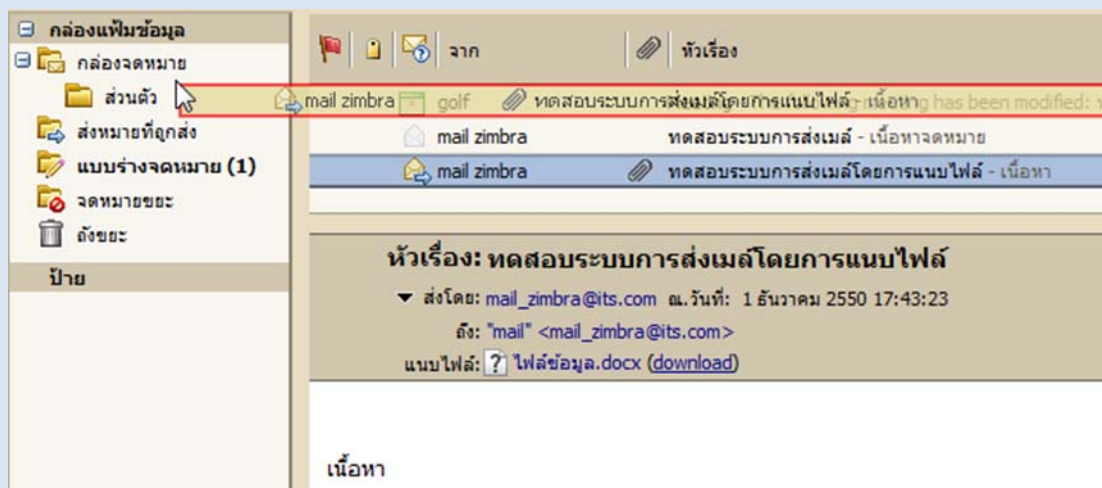 กล่องแฟ้มข้อมูล
กล่องจดหมาย
ส่วนตัว
ส่งหมายที่ถูกส่ง
แบบร่างจดหมาย (1)
จดหมายขยะ
ถังขยะ
ป้าย
จาก หัวเรื่อง
mail zimbra golf ทดสอบระบบการส่งเมล์โดยการแนบไฟล์ - เนื้อหา has been modified:
mail zimbra ทดสอบระบบการส่งเมล์ - เนื้อหาจดหมาย
mail zimbra ทดสอบระบบการส่งเมล์โดยการแนบไฟล์ - เนื้อหา
หัวเรื่อง: ทดสอบระบบการส่งเมล์โดยการแนบไฟล์
ส่งโดย: mail_zimbra@its.com ณ.วันที่: 1 ธันวาคม 2550 17:43:23
ถึง: "mail" <mail_zimbra@its.com>
แนบไฟล์: ไฟล์ข้อมูล.docx (download)
เนื้อหา